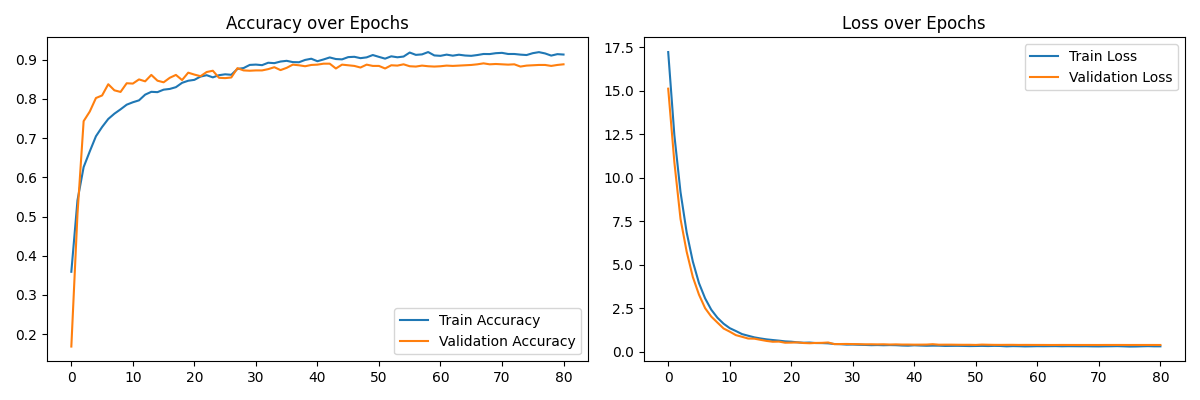 Accuracy over Epochs
0.9
0.8
0.7
0.6
0.5
0.4
0.3
0.2
Train Accuracy
Validation Accuracy
0 10 20 30 40 50 60 70 80
Loss over Epochs
17.5
15.0
12.5
10.0
7.5
5.0
2.5
0.0
Train Loss
Validation Loss
0 10 20 30 40 50 60 70 80